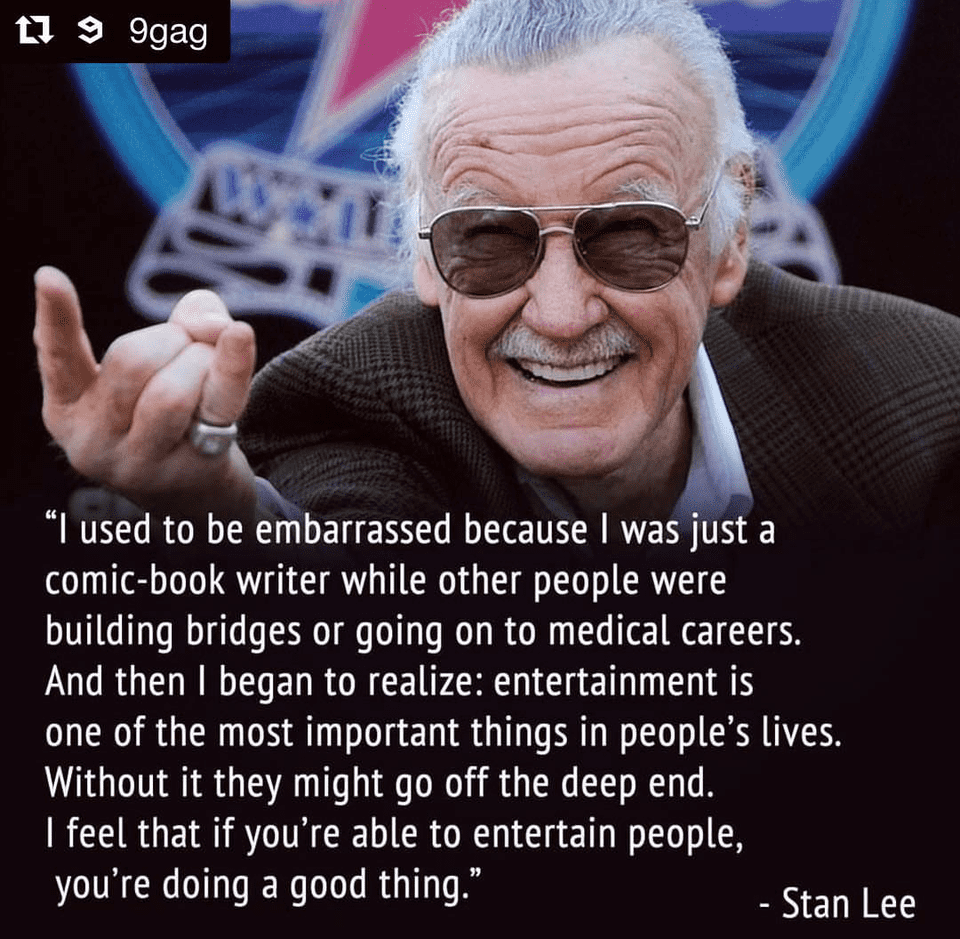 9gag
“I used to be embarrassed because I was just a
comic-book writer while other people were
building bridges or going on to medical careers.
And then I began to realize: entertainment is
one of the most important things in people’s lives.
Without it they might go off the deep end.
I feel that if you’re able to entertain people,
you’re doing a good thing.”
- Stan Lee